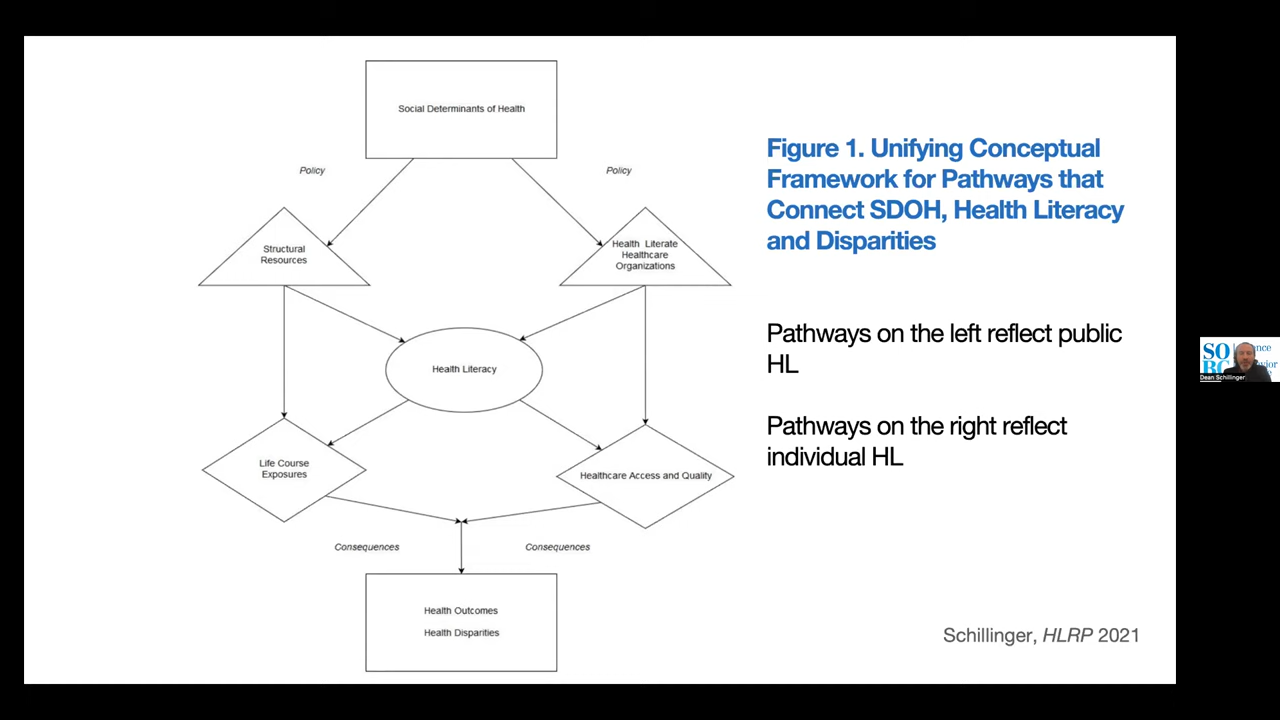 Social Determinants of Health
Policy
Policy
Structural
Resources
Health Literate
Healthcare
Organizations
Health Literacy
Life Course
Exposures
Healthcare Access and Quality
Consequences
Consequences
Health Outcomes
Health Disparities
Figure 1. Unifying Conceptual
Framework for Pathways that
Connect SDOH, Health Literacy
and Disparities
Pathways on the left reflect public
HL
Pathways on the right reflect
individual HL
Schillinger, HLRP 2021
SO
Dean Schillinger